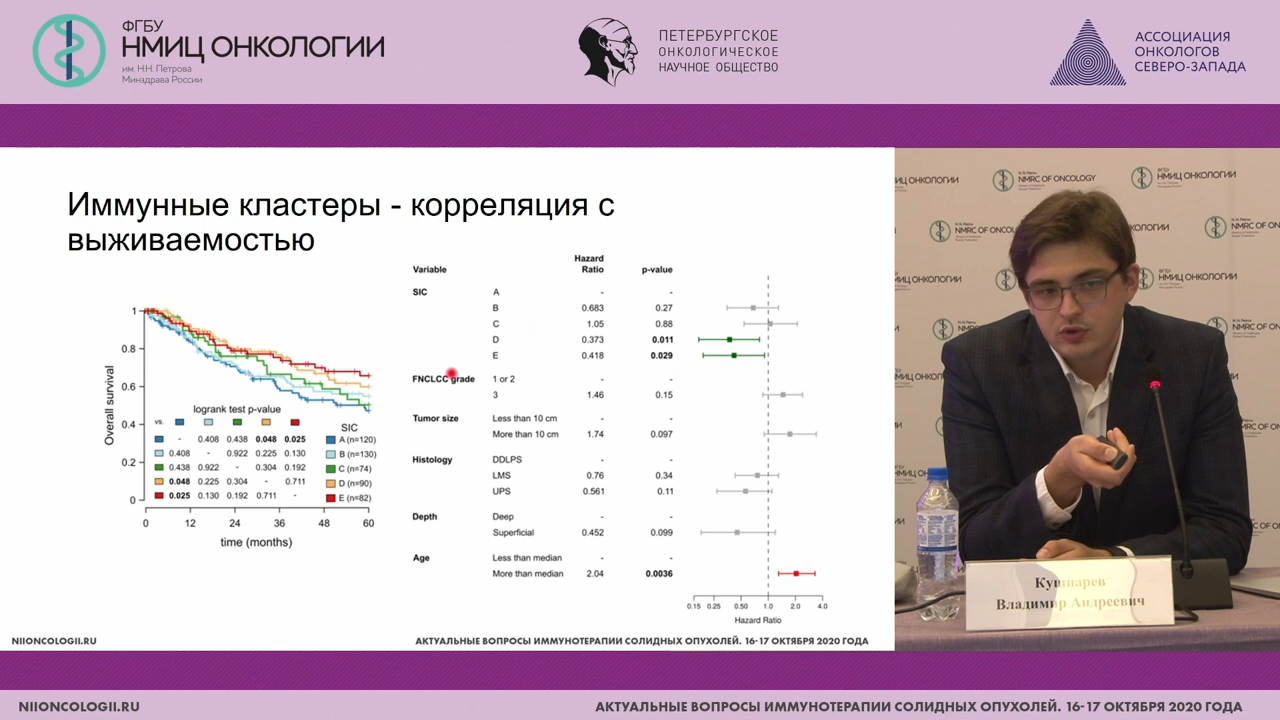 ФГБУ
НМИЦ ОНКОЛОГИИ
им. Н.Н. Петрова
Минздрава России
ПЕТЕРБУРГСКОЕ
ОНКОЛОГИЧЕСКОЕ
НАУЧНОЕ ОБЩЕСТВО
АССОЦИАЦИЯ
ОНКОЛОГОВ
СЕВЕРО-ЗАПАДА
Иммунные кластеры - корреляция с
выживаемостью
Overall survival
1
0.8
0.6
0.4
0.2
0
logrank test p-value
vs.
- 0.408 0.438 0.048 0.025
0.408 - 0.922 0.225 0.130
0.438 0.922 - 0.304 0.192
0.048 0.225 0.304 - 0.711
0.025 0.130 0.192 0.711 -
SIC
A (n=120)
B (n=130)
C (n=74)
D (n=90)
E (n=82)
0 12 24 36 48 60
time (months)
Hazard
Variable Ratio p-value
SIC A - -
B 0.683 0.27
C 1.05 0.88
D 0.373 0.011
E 0.418 0.029
FNCLCC grade 1 or 2 - -
3 1.46 0.15
Tumor size Less than 10 cm - -
More than 10 cm 1.74 0.097
Histology DDLPS - -
LMS 0.76 0.34
UPS 0.561 0.11
Depth Deep - -
Superficial 0.452 0.099
Age Less than median - -
More than median 2.04 0.0036
0.15 0.25 0.50 1.0 2.0 4.0
Hazard Ratio
NIIONCOLOGII.RU
АКТУАЛЬНЫЕ ВОПРОСЫ ИММУНОТЕРАПИИ СОЛИДНЫХ ОПУХОЛЕЙ. 16-17 ОКТЯБРЯ 2020 ГОДА
NMRC OF ONCOLOGY
ФГБУ
НМИЦ ОНКОЛОГИИ
Кушнарев
Владимир Андреевич
NIIONCOLOGII.RU
АКТУАЛЬНЫЕ ВОПРОСЫ ИММУНОТЕРАПИИ СОЛИДНЫХ ОПУХОЛЕЙ. 16-17 ОКТЯБРЯ 2020 ГОДА